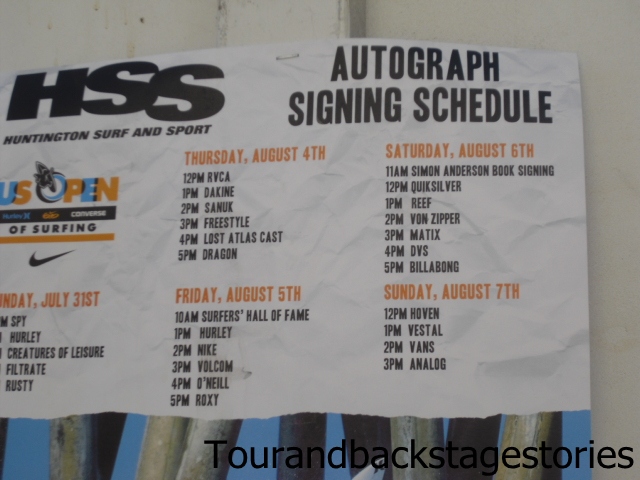 HSS
HUNTINGTON SURF AND SPORT
AUTOGRAPH
SIGNING SCHEDULE
US OPEN
Hurley
CONVERSE
OF SURFING
THURSDAY, AUGUST 4TH
12PM RVCA
1PM DAKINE
2PM SANUK
3PM FREESTYLE
4PM LOST ATLAS CAST
5PM DRAGON
SATURDAY, AUGUST 6TH
11AM SIMON ANDERSON BOOK SIGNING
12PM QUIKSILVER
1PM REEF
2PM VON ZIPPER
3PM MATIX
4PM DVS
5PM BILLABONG
NDAY, JULY 31ST
M SPY
HURLEY
CREATURES OF LEISURE
FILTRATE
RUSTY
FRIDAY, AUGUST 5TH
10AM SURFERS' HALL OF FAME
1PM HURLEY
2PM NIKE
3PM VOLCOM
4PM O'NEILL
5PM ROXY
SUNDAY, AUGUST 7TH
12PM HOVEN
1PM VESTAL
2PM VANS
3PM ANALOG
Tourandbackstagestories